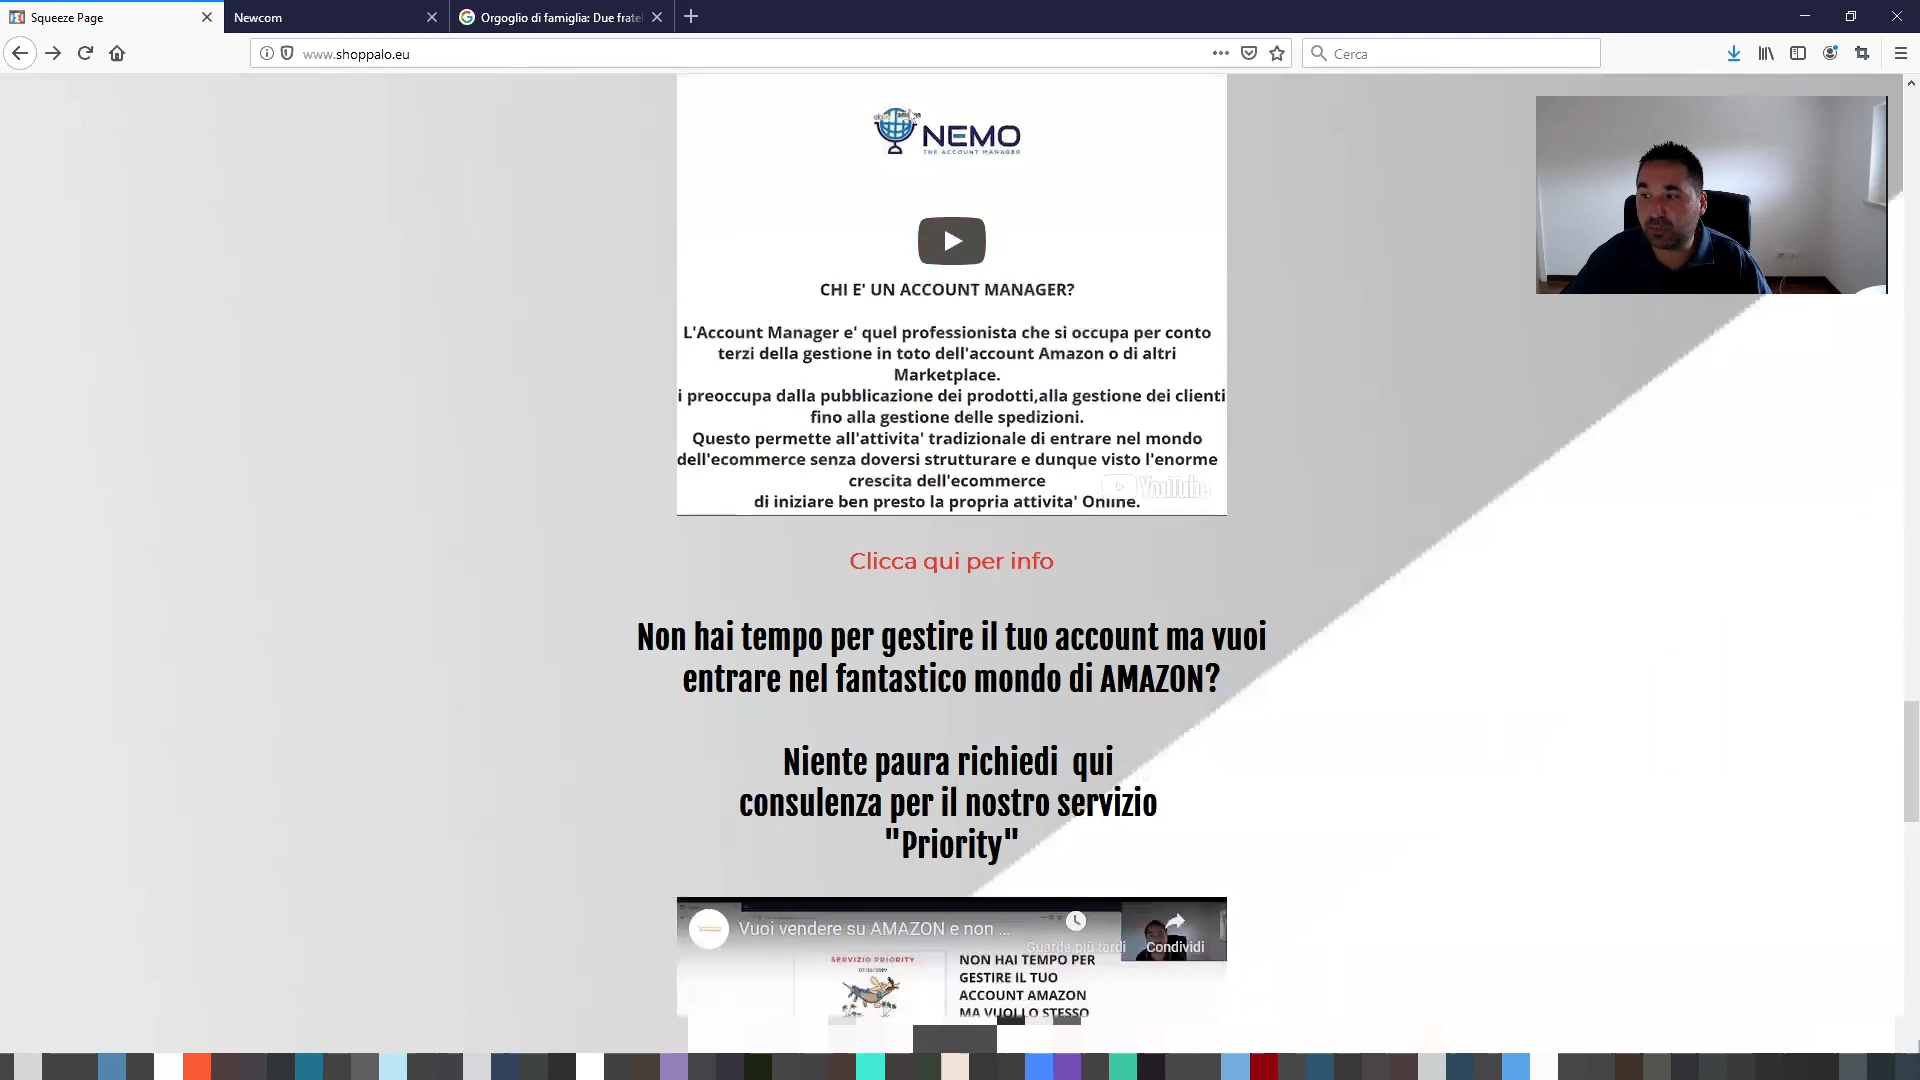 Squeeze Page
Newcom
Orgoglio di famiglia: Due frate
www.shoppalo.eu
Cerca
NEMO
THE ACCOUNT MANAGER
CHI E' UN ACCOUNT MANAGER?
L'Account Manager e' quel professionista che si occupa per conto
terzi della gestione in toto dell'account Amazon o di altri
Marketplace.
i preoccupa dalla pubblicazione dei prodotti,alla gestione dei clienti
fino alla gestione delle spedizioni.
Questo permette all'attivita' tradizionale di entrare nel mondo
dell'ecommerce senza doversi strutturare e dunque visto l'enorme
crescita dell'ecommerce
di iniziare ben presto la propria attivita' Online.
YouTube
Clicca qui per info
Non hai tempo per gestire il tuo account ma vuoi
entrare nel fantastico mondo di AMAZON?
Niente paura richiedi qui
consulenza per il nostro servizio
"Priority"
Vuoi vendere su AMAZON e non ...
Guarda più tardi
Condividi
SERVIZIO PRIORITY
NON HAI TEMPO PER
GESTIRE IL TUO
ACCOUNT AMAZON
MA VUOI LO STESSO